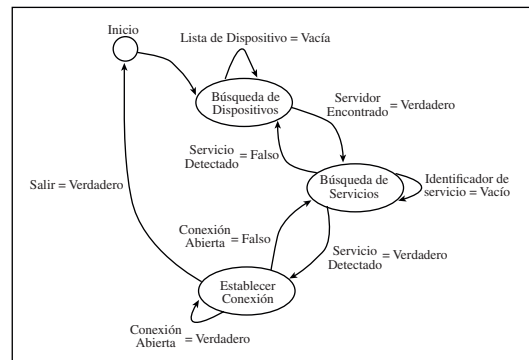 Inicio
Lista de Dispositivo = Vacía
Búsqueda de
Dispositivos
Servidor
Encontrado = Verdadero
Servicio
Detectado = Falso
Búsqueda de
Servicios
Identificador de
servicio = Vacío
Salir = Verdadero
Conexión
Abierta = Falso
Servicio
Detectado = Verdadero
Establecer
Conexión
Conexión
Abierta = Verdadero